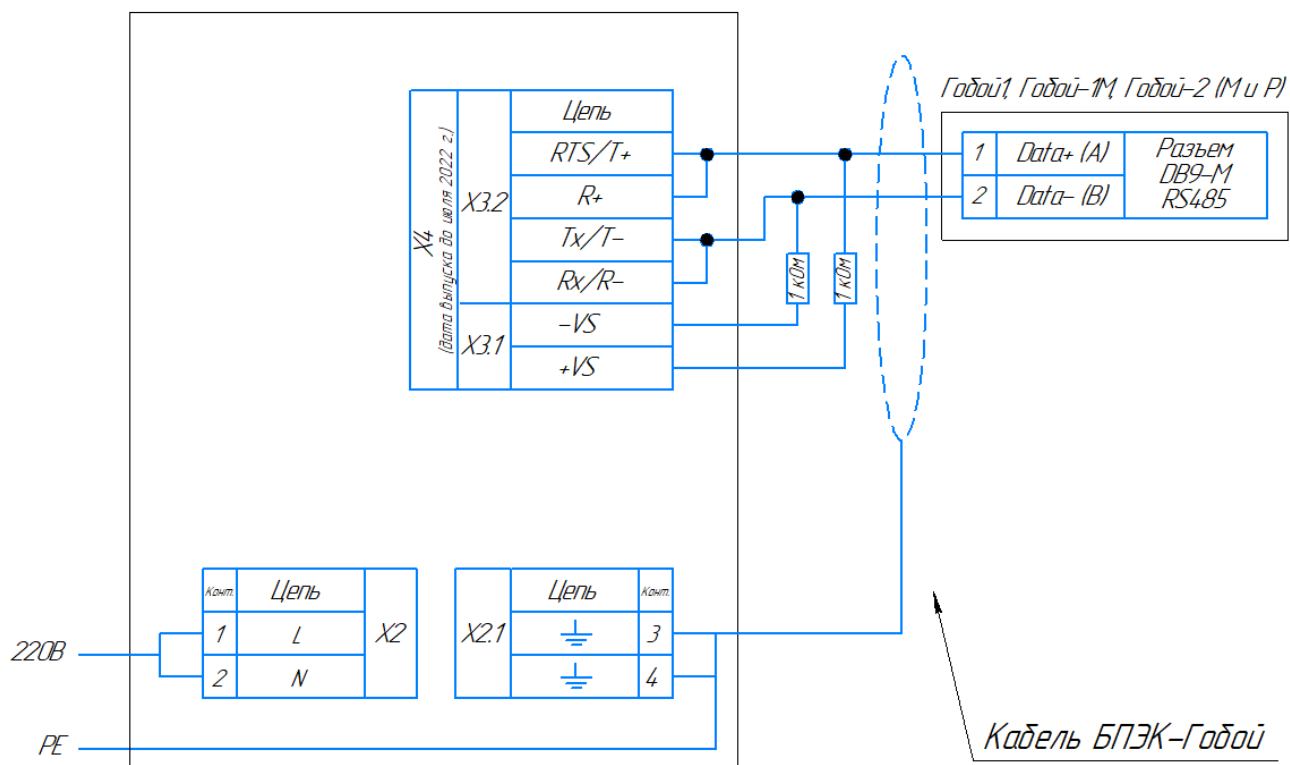 Гобой1, Гобой-1М, Гобой-2 (М и Р)
X4
(дата выпуска до июля 2022 г.)
X3.2
X3.1
Цепь
RTS/T+
R+
Tx/T-
Rx/R-
-VS
+VS
1 кОм
1 кОм
1 Data+ (A)
2 Data- (B)
Разъем
DB9-M
RS485
220В
PE
Конт. Цепь
1 L
2 N
X2
X2.1
Цепь Конт.
3
4
Кабель БПЭК-Гобой